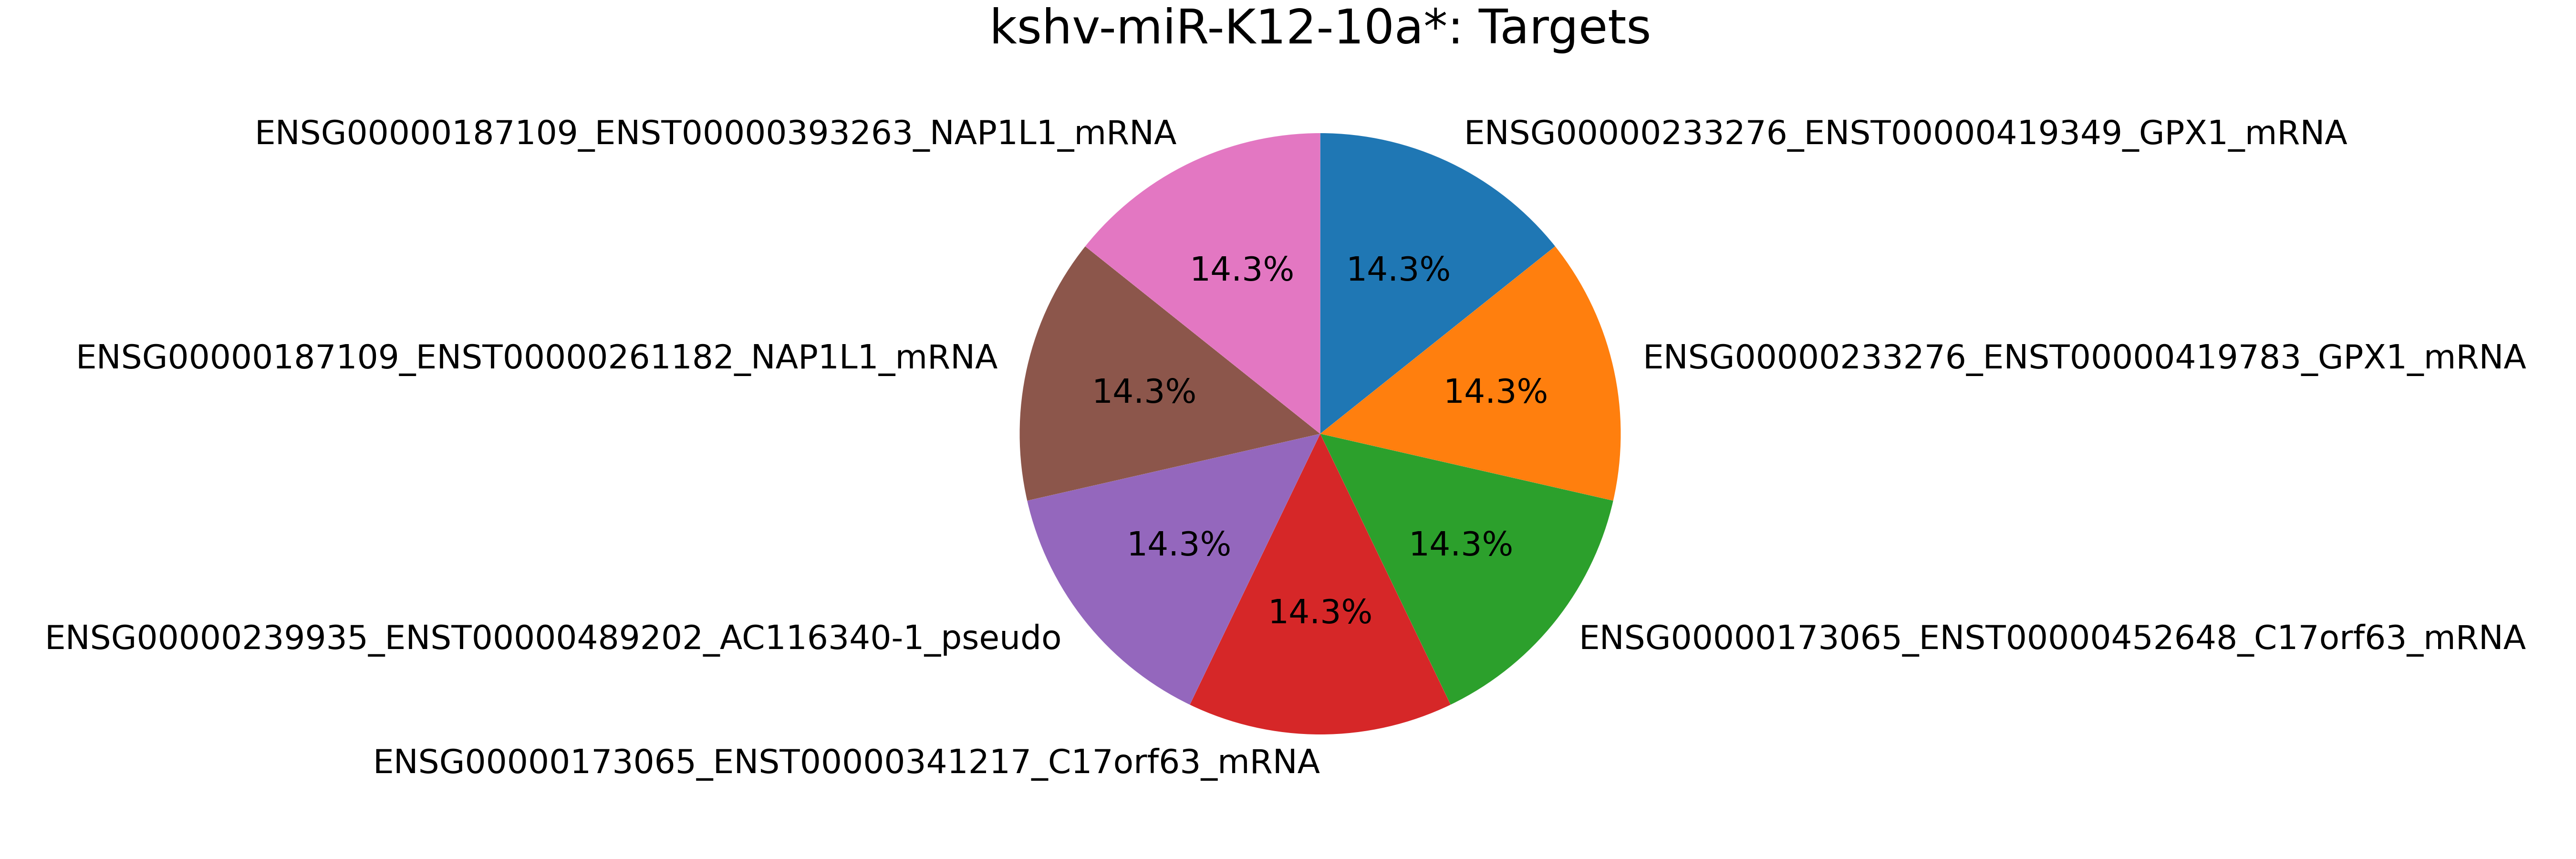 kshv-miR-K12-10a*: Targets
ENSG00000187109_ENST00000393263_NAP1L1_mRNA
ENSG00000233276_ENST00000419349_GPX1_mRNA
14.3%
14.3%
ENSG00000187109_ENST00000261182_NAP1L1_mRNA
ENSG00000233276_ENST00000419783_GPX1_mRNA
14.3%
14.3%
14.3%
14.3%
14.3%
ENSG00000239935_ENST00000489202_AC116340-1_pseudo
ENSG00000173065_ENST00000452648_C17orf63_mRNA
ENSG00000173065_ENST00000341217_C17orf63_mRNA